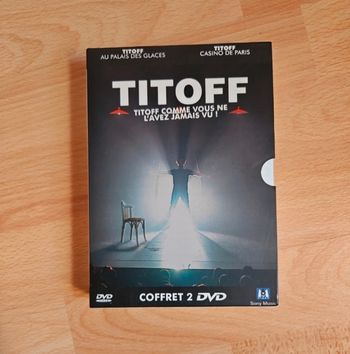 TITOFF
AU PALAIS DES GLACES
TITOFF
CASINO DE PARIS
TITOFF
TITOFF COMME VOUS NE
L'AVEZ JAMAIS VU !
DVD
COFFRET 2 DVD
Sony Music